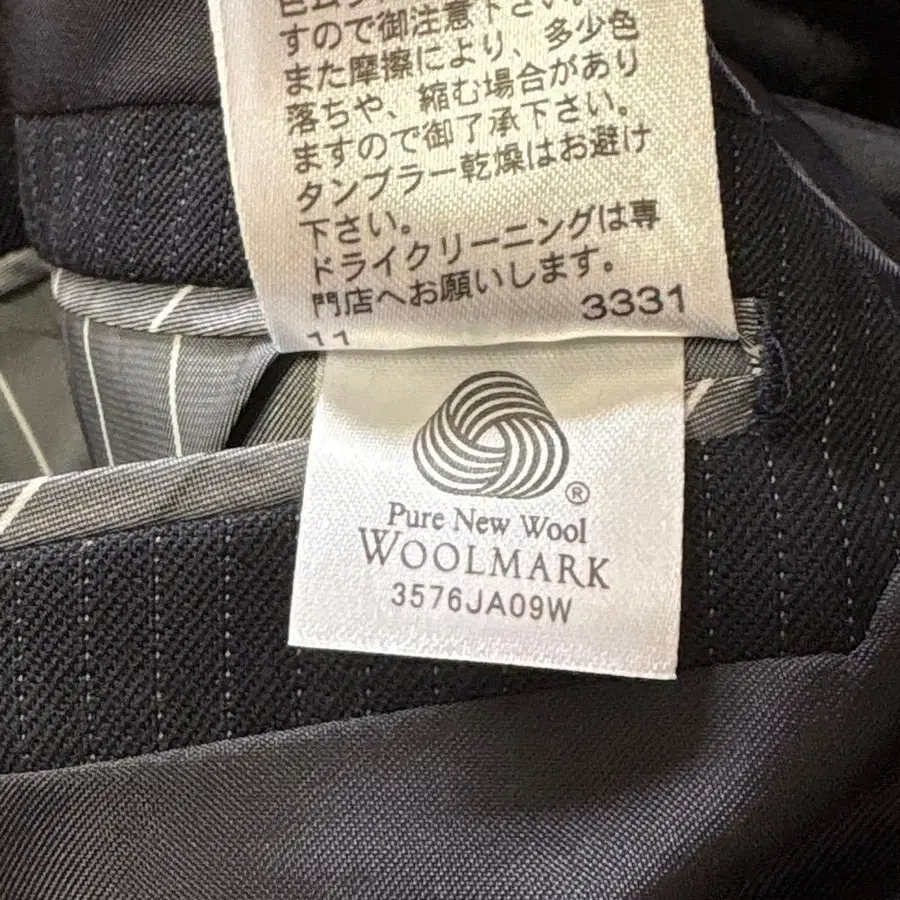 すので御注意下さい。
また摩擦により、多少色
落ちや、縮む場合があり
ますので御了承下さい。
タンブラー乾燥はお避け
下さい。
ドライクリーニングは専
門店へお願いします。
3331
11
®
Pure New Wool
WOOLMARK
3576JA09W